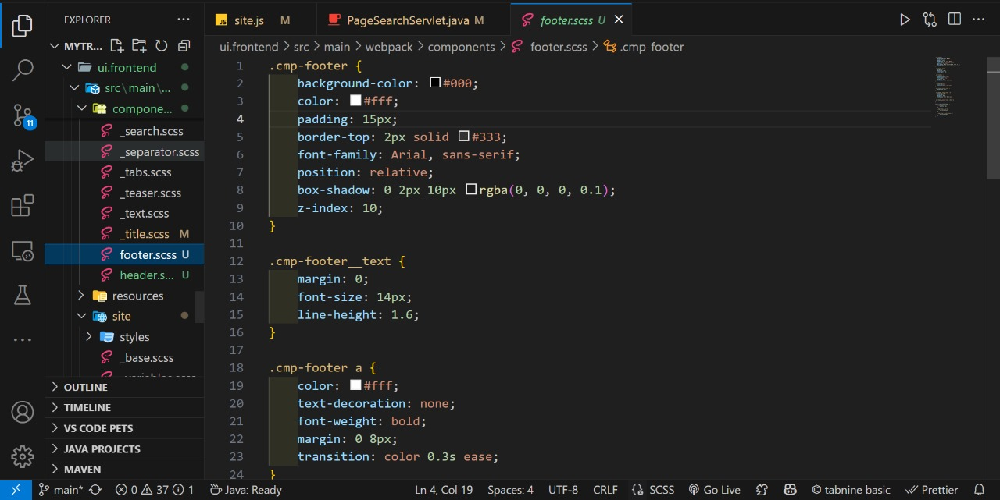 EXPLORER
site.js M
PageSearchServlet.java M
footer.scss U
MYTR...
ui.frontend > src > main > webpack > components > footer.scss > .cmp-footer
ui.frontend
src\main\...
compone...
_search.scss
_separator.scss
_tabs.scss
_teaser.scss
_text.scss
_title.scss M
footer.scss U
header.s... U
resources
site
styles
_base.scss
OUTLINE
TIMELINE
VS CODE PETS
JAVA PROJECTS
MAVEN
11
1 .cmp-footer {
2 background-color: #000;
3 color: #fff;
4 padding: 15px;
5 border-top: 2px solid #333;
6 font-family: Arial, sans-serif;
7 position: relative;
8 box-shadow: 0 2px 10px rgba(0, 0, 0, 0.1);
9 z-index: 10;
10 }
11
12 .cmp-footer__text {
13 margin: 0;
14 font-size: 14px;
15 line-height: 1.6;
16 }
17
18 .cmp-footer a {
19 color: #fff;
20 text-decoration: none;
21 font-weight: bold;
22 margin: 0 8px;
23 transition: color 0.3s ease;
24 }
main* 0 37 1 Java: Ready Ln 4, Col 19 Spaces: 4 UTF-8 CRLF SCSS Go Live tabnine basic Prettier